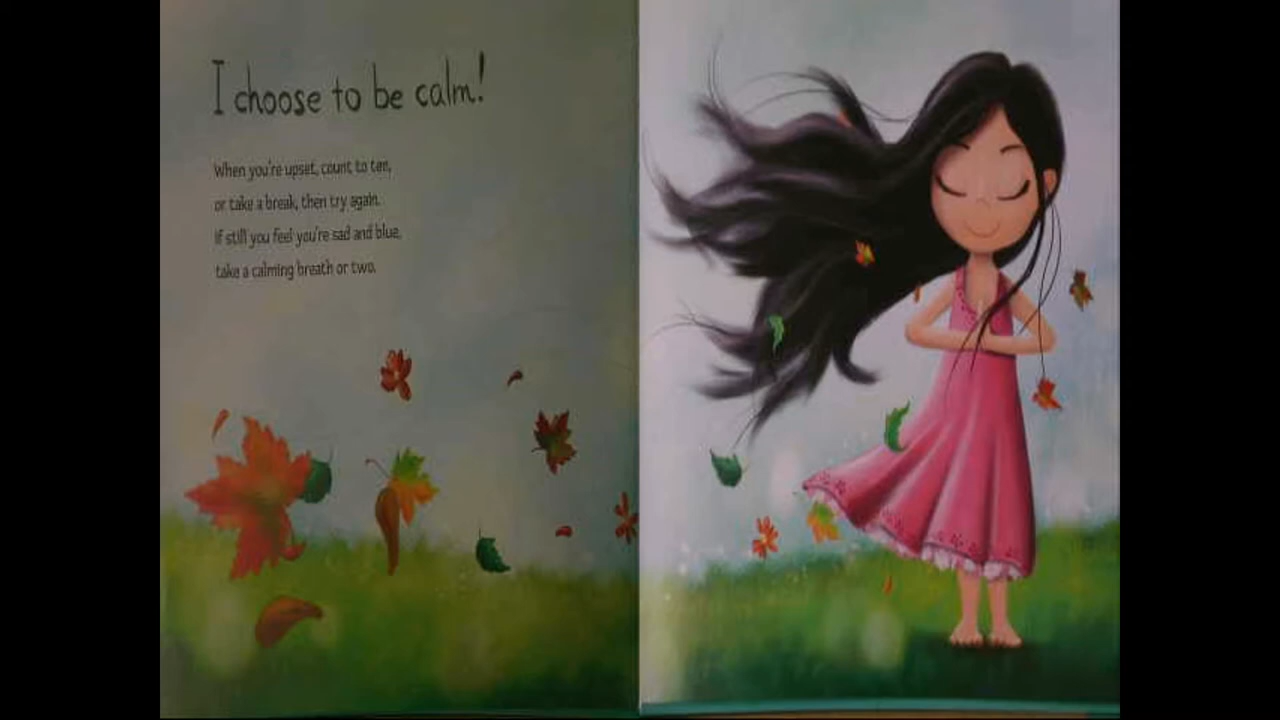 I choose to be calm!
When you're upset, count to ten,
or take a break, then try again.
If still you feel you're sad and blue,
take a calming breath or two.